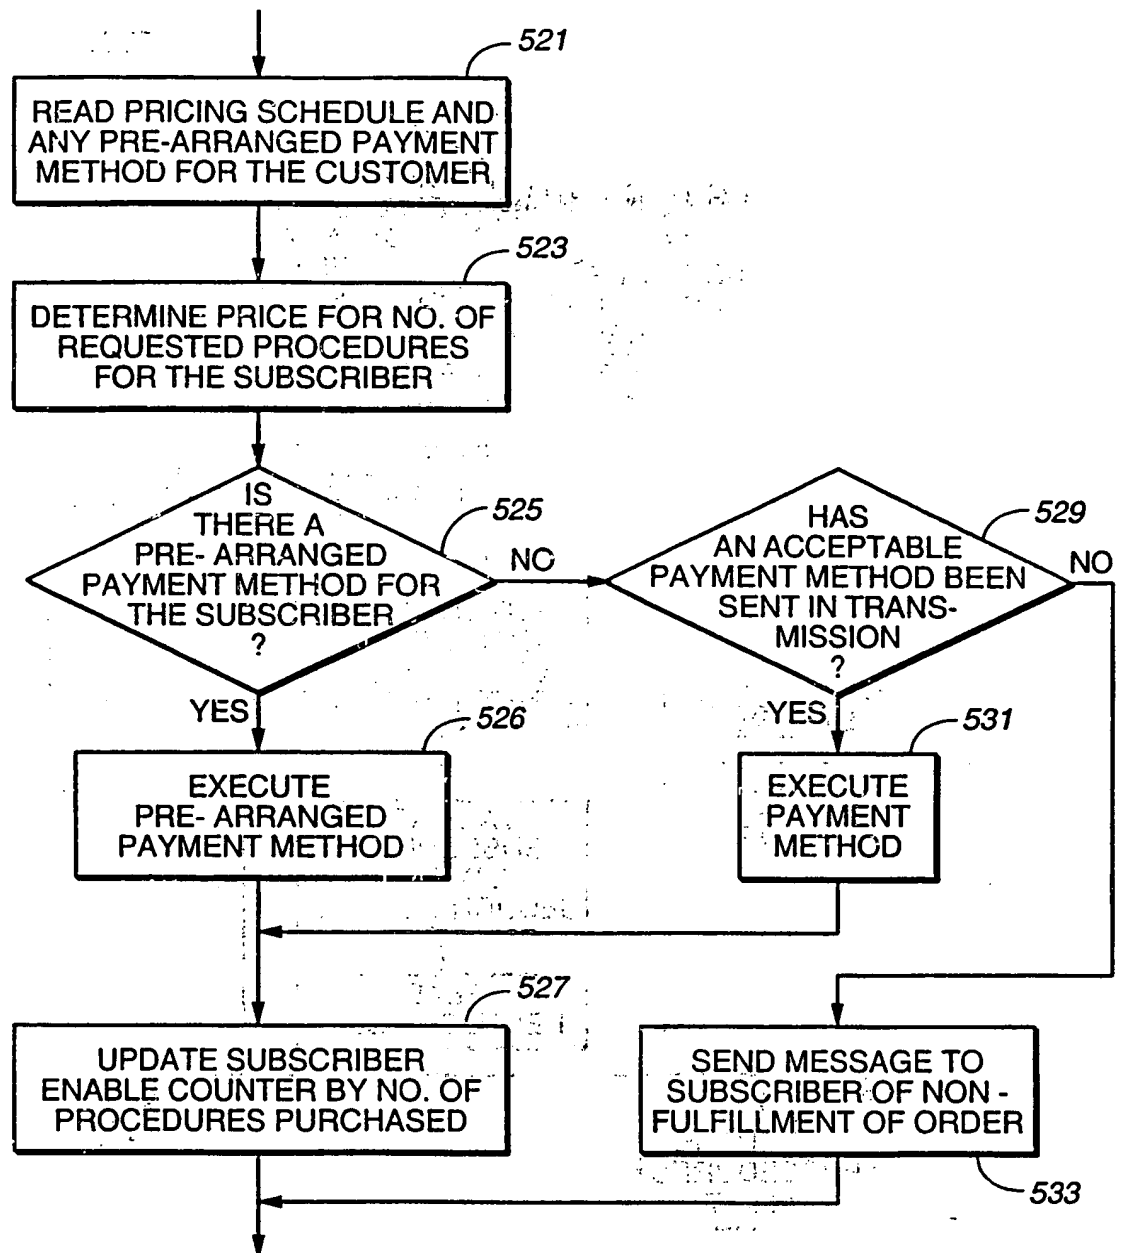 521
READ PRICING SCHEDULE AND
ANY PRE-ARRANGED PAYMENT
METHOD FOR THE CUSTOMER
523
DETERMINE PRICE FOR NO. OF
REQUESTED PROCEDURES
FOR THE SUBSCRIBER
IS
THERE A
PRE- ARRANGED
PAYMENT METHOD FOR
THE SUBSCRIBER
?
525
NO
HAS
AN ACCEPTABLE
PAYMENT METHOD BEEN
SENT IN TRANS-
MISSION
?
529
NO
YES
526
EXECUTE
PRE- ARRANGED
PAYMENT METHOD
YES
531
EXECUTE
PAYMENT
METHOD
527
UPDATE SUBSCRIBER
ENABLE COUNTER BY NO. OF
PROCEDURES PURCHASED
SEND MESSAGE TO
SUBSCRIBER OF NON -
FULFILLMENT OF ORDER
533